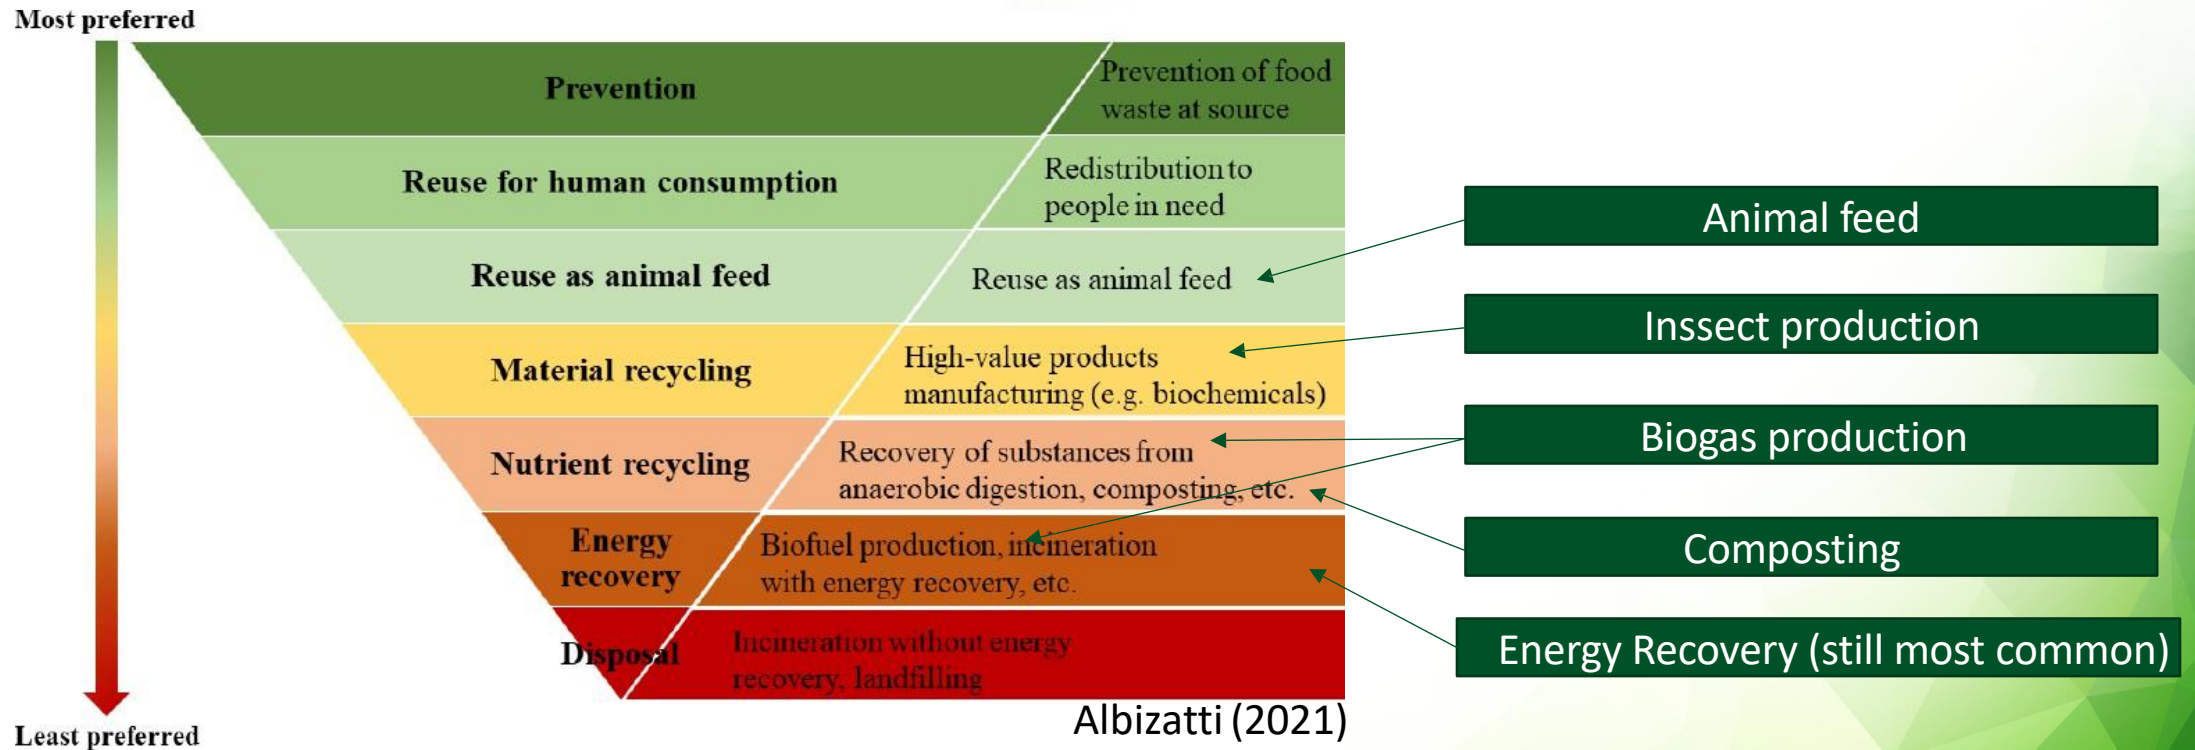 Most preferred
Prevention
Prevention of food
waste at source
Reuse for human consumption
Redistribution to
people in need
Reuse as animal feed
Reuse as animal feed
Material recycling
High-value products
manufacturing (e.g. biochemicals)
Nutrient recycling
Recovery of substances from
anaerobic digestion, composting, etc.
Energy
recovery
Biofuel production, incineration
with energy recovery, etc.
Disposal
Incineration without energy
recovery, landfilling
Least preferred
Albizatti (2021)
Animal feed
Inssect production
Biogas production
Composting
Energy Recovery (still most common)